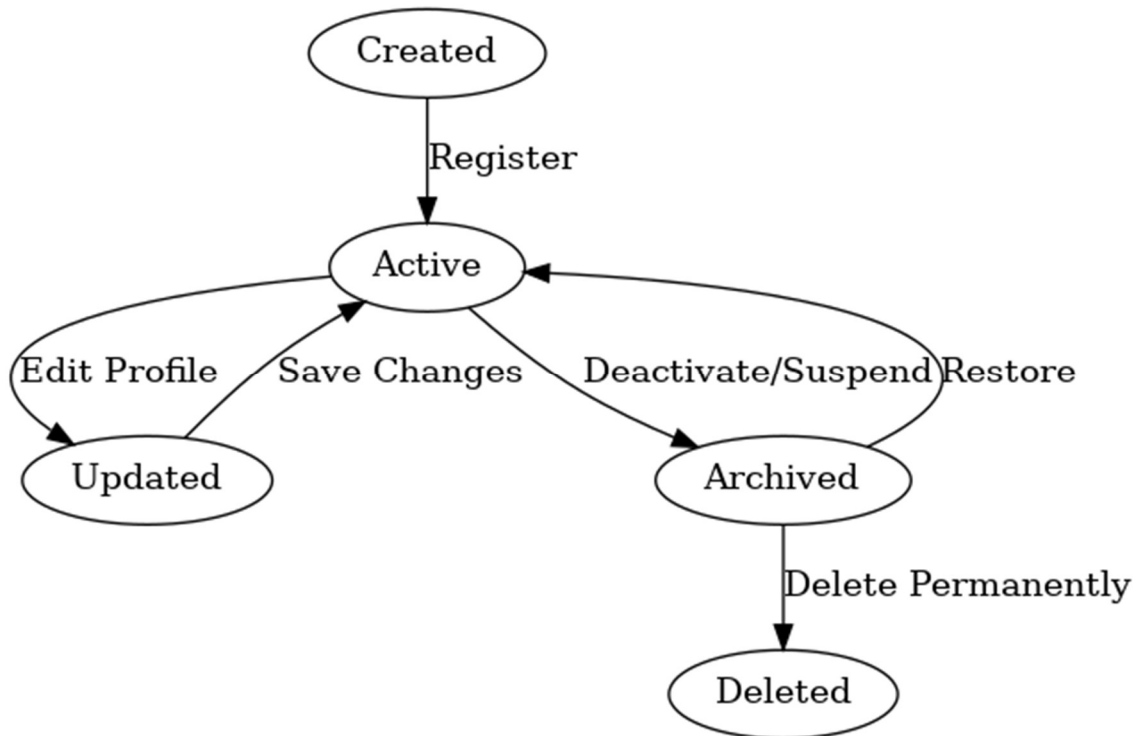 Created
Register
Active
Edit Profile
Save Changes
Deactivate/Suspend
Restore
Updated
Archived
Delete Permanently
Deleted